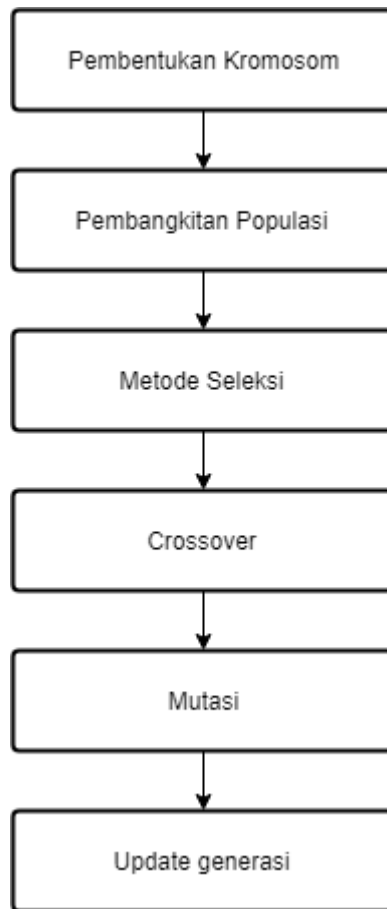 Pembentukan Kromosom
Pembangkitan Populasi
Metode Seleksi
Crossover
Mutasi
Update generasi